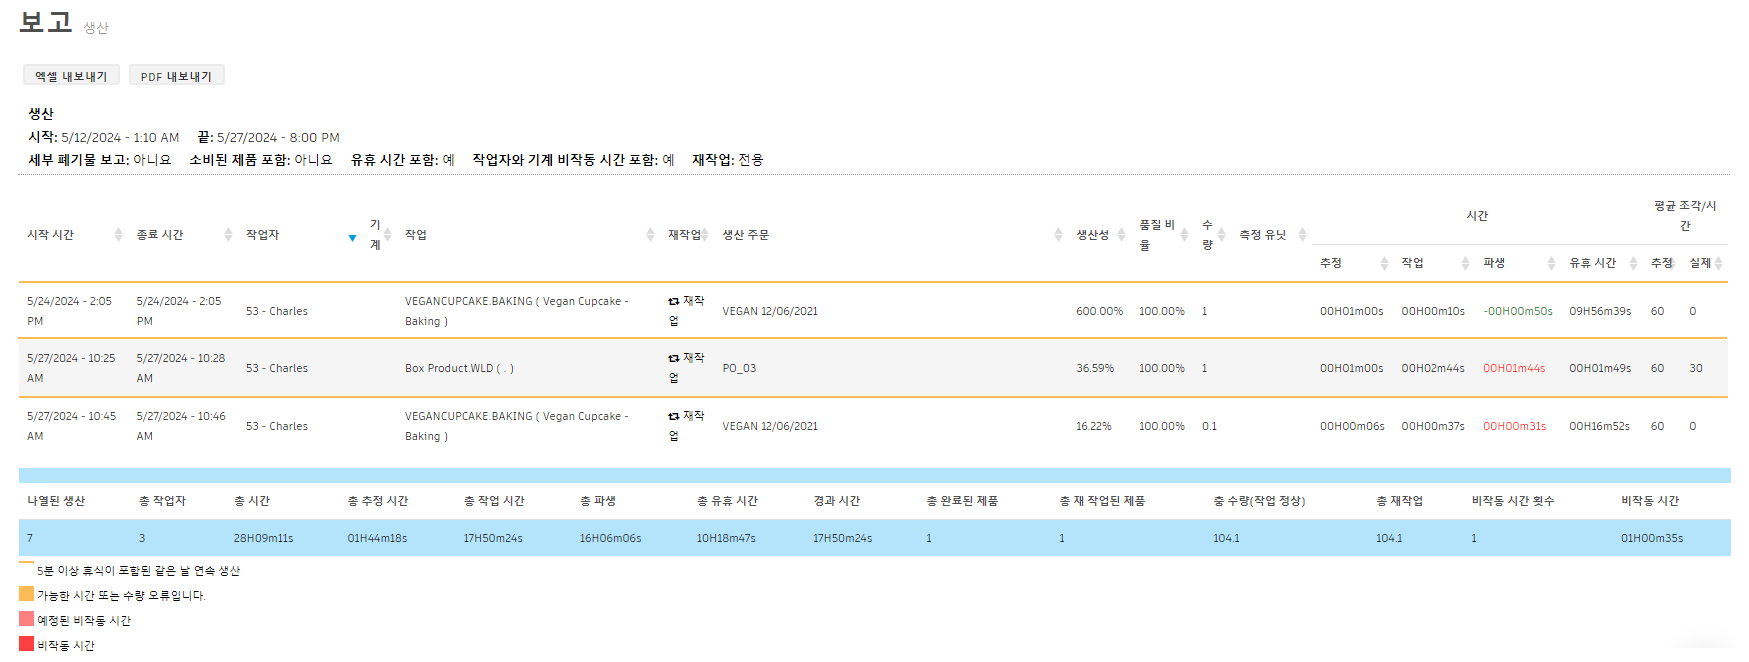 보고 생산
엑셀 내보내기 PDF 내보내기
생산
시작: 5/12/2024 - 1:10 AM 끝: 5/27/2024 - 8:00 PM
세부 폐기물 보고: 아니요 소비된 제품 포함: 아니요 유휴 시간 포함: 예 작업자와 기계 비작동 시간 포함: 예 재작업: 전용
시작 시간 종료 시간 작업자 기계 작업 재작업 생산 주문 생산성 품질 비율 수량 측정 유닛 시간 평균 조각/시간
추정 작업 파생 유휴 시간 추정 실제
5/24/2024 - 2:05 PM 5/24/2024 - 2:05 PM 53 - Charles VEGANCUPCAKE.BAKING ( Vegan Cupcake - Baking ) 재작업 VEGAN 12/06/2021 600.00% 100.00% 1 00H01m00s 00H00m10s -00H00m50s 09H56m39s 60 0
5/27/2024 - 10:25 AM 5/27/2024 - 10:28 AM 53 - Charles Box Product.WLD ( . ) 재작업 PO_03 36.59% 100.00% 1 00H01m00s 00H02m44s 00H01m44s 00H01m49s 60 30
5/27/2024 - 10:45 AM 5/27/2024 - 10:46 AM 53 - Charles VEGANCUPCAKE.BAKING ( Vegan Cupcake - Baking ) 재작업 VEGAN 12/06/2021 16.22% 100.00% 0.1 00H00m06s 00H00m37s 00H00m31s 00H16m52s 60 0
나열된 생산 총 작업자 총 시간 총 추정 시간 총 작업 시간 총 파생 총 유휴 시간 경과 시간 총 완료된 제품 총 재 작업된 제품 총 수량(작업 정상) 총 재작업 비작동 시간 횟수 비작동 시간
7 3 28H09m11s 01H44m18s 17H50m24s 16H06m06s 10H18m47s 17H50m24s 1 1 104.1 104.1 1 01H00m35s
5분 이상 휴식이 포함된 같은 날 연속 생산
가능한 시간 또는 수량 오류입니다.
예정된 비작동 시간
비작동 시간